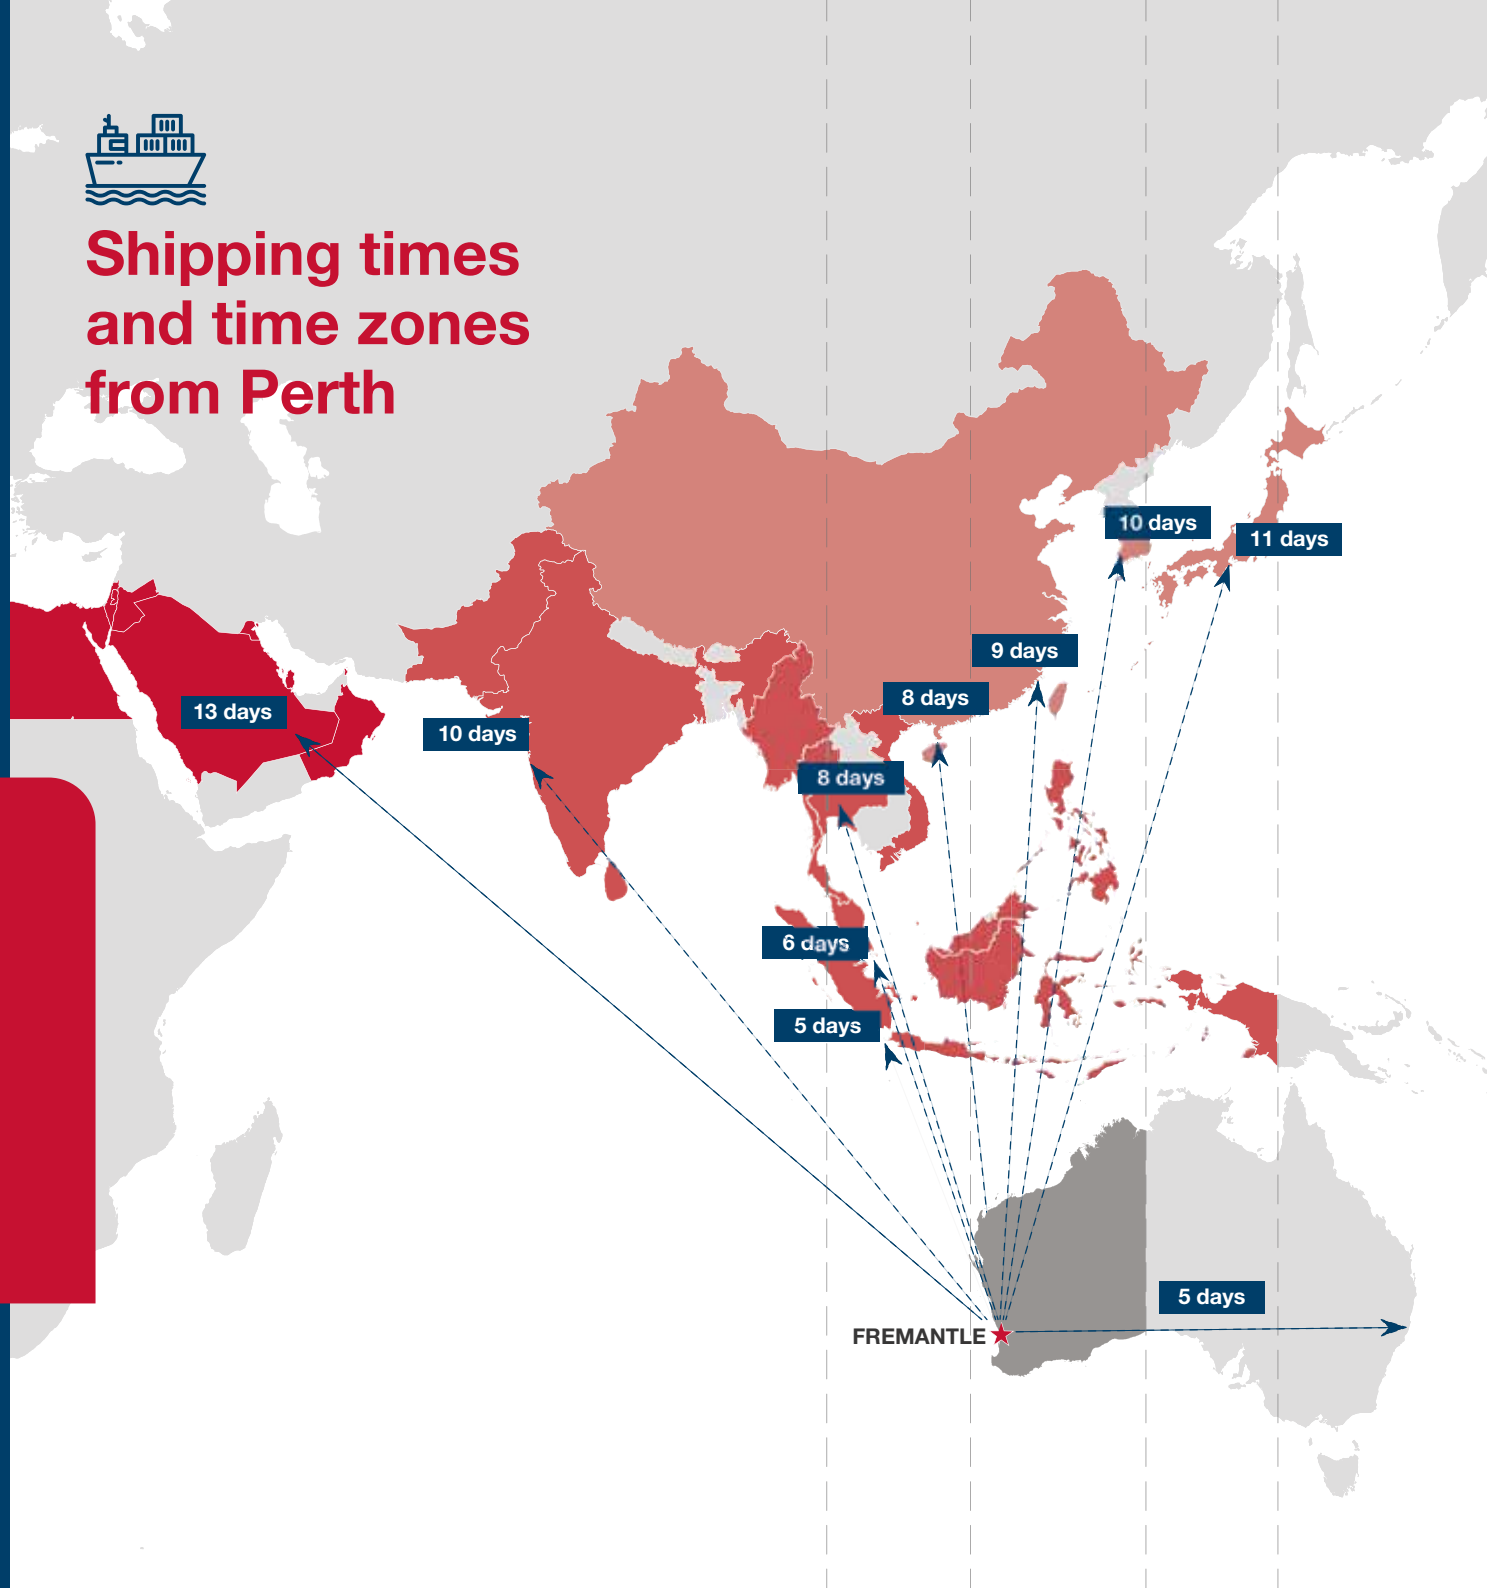 Shipping times
and time zones
from Perth
10 days
11 days
9 days
8 days
13 days
10 days
8 days
6 days
5 days
5 days
FREMANTLE